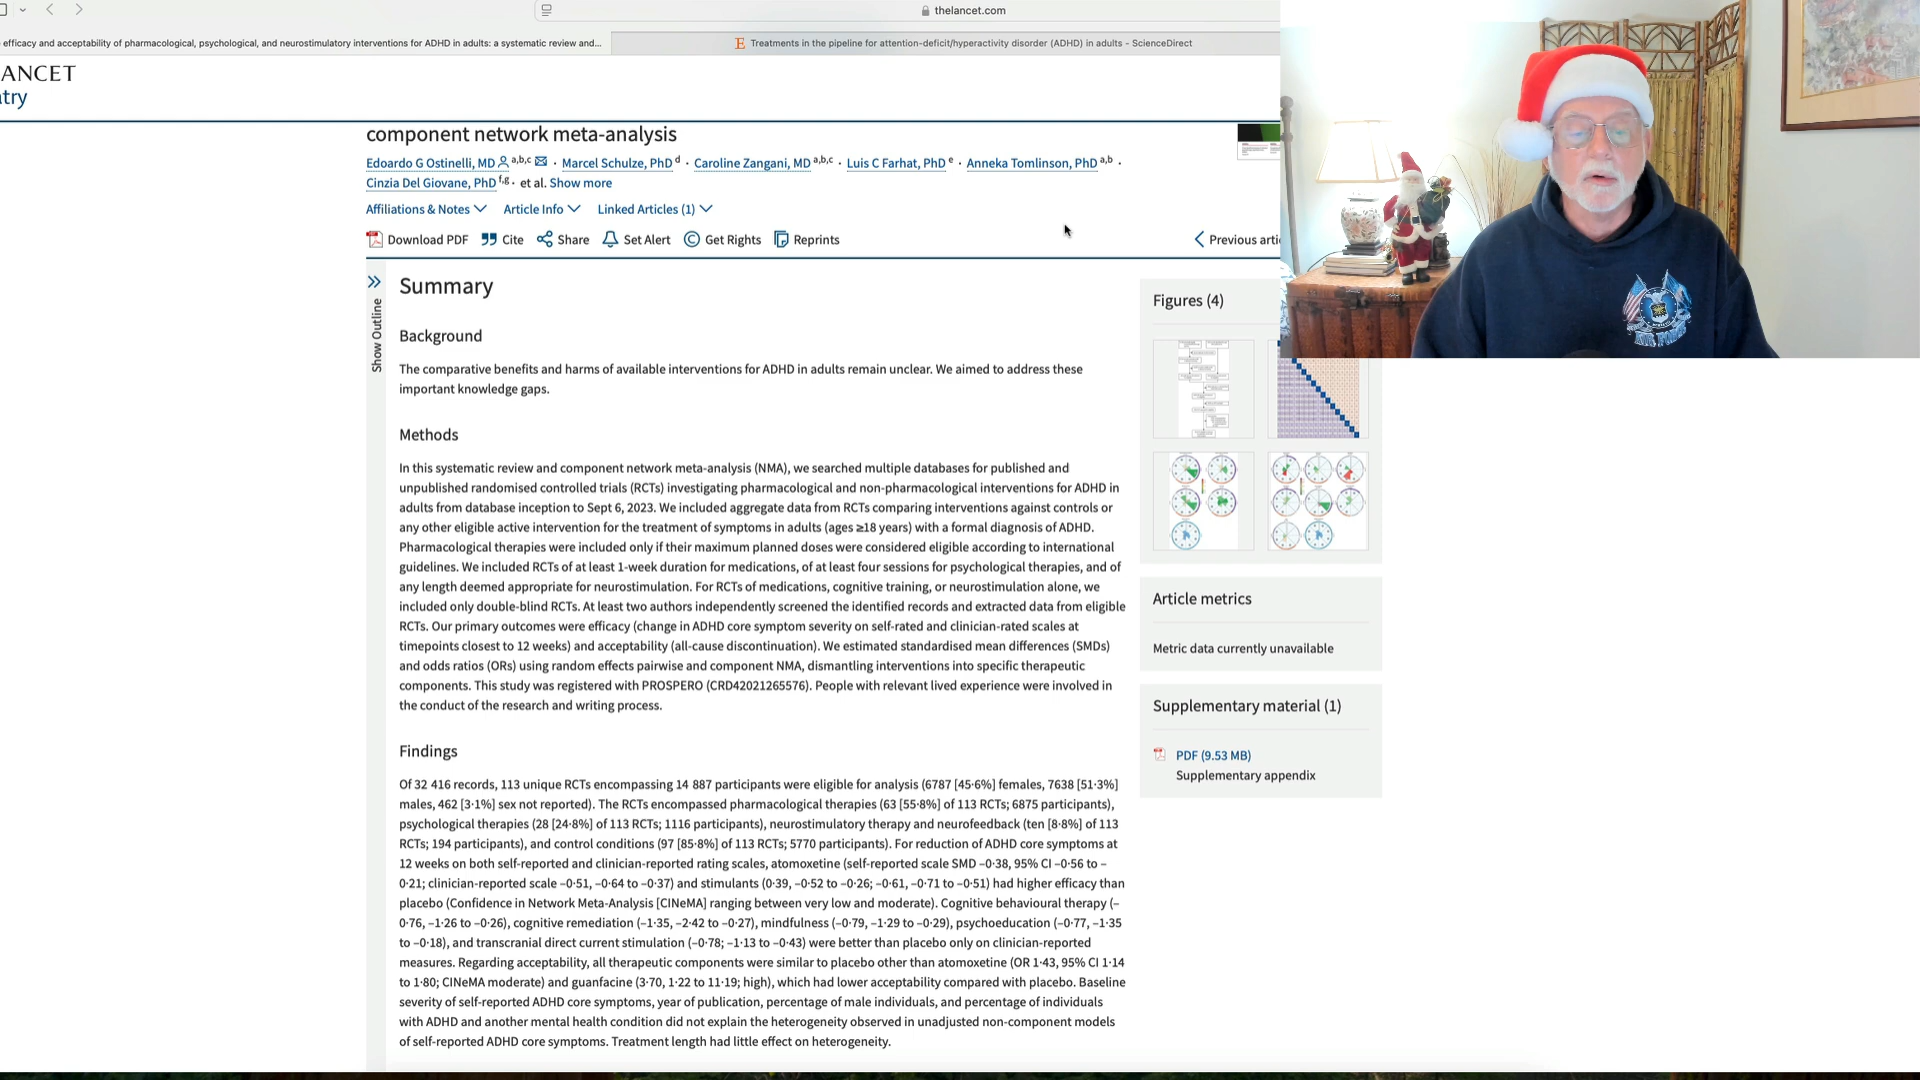 thelancet.com
efficacy and acceptability of pharmacological, psychological, and neurostimulatory interventions for ADHD in adults: a systematic review and...
E Treatments in the pipeline for attention-deficit/hyperactivity disorder (ADHD) in adults - ScienceDirect
ANCET
try
component network meta-analysis
Edoardo G Ostinelli, MD a,b,c · Marcel Schulze, PhD d · Caroline Zangani, MD a,b,c · Luis C Farhat, PhD e · Anneka Tomlinson, PhD a,b ·
Cinzia Del Giovane, PhD f,g · et al. Show more
Affiliations & Notes Article Info Linked Articles (1)
Download PDF Cite Share Set Alert Get Rights Reprints Previous arti
Show Outline
Summary
Background
The comparative benefits and harms of available interventions for ADHD in adults remain unclear. We aimed to address these
important knowledge gaps.
Methods
In this systematic review and component network meta-analysis (NMA), we searched multiple databases for published and
unpublished randomised controlled trials (RCTs) investigating pharmacological and non-pharmacological interventions for ADHD in
adults from database inception to Sept 6, 2023. We included aggregate data from RCTs comparing interventions against controls or
any other eligible active intervention for the treatment of symptoms in adults (ages ≥18 years) with a formal diagnosis of ADHD.
Pharmacological therapies were included only if their maximum planned doses were considered eligible according to international
guidelines. We included RCTs of at least 1-week duration for medications, of at least four sessions for psychological therapies, and of
any length deemed appropriate for neurostimulation. For RCTs of medications, cognitive training, or neurostimulation alone, we
included only double-blind RCTs. At least two authors independently screened the identified records and extracted data from eligible
RCTs. Our primary outcomes were efficacy (change in ADHD core symptom severity on self-rated and clinician-rated scales at
timepoints closest to 12 weeks) and acceptability (all-cause discontinuation). We estimated standardised mean differences (SMDs)
and odds ratios (ORs) using random effects pairwise and component NMA, dismantling interventions into specific therapeutic
components. This study was registered with PROSPERO (CRD42021265576). People with relevant lived experience were involved in
the conduct of the research and writing process.
Findings
Of 32 416 records, 113 unique RCTs encompassing 14 887 participants were eligible for analysis (6787 [45·6%] females, 7638 [51·3%]
males, 462 [3·1%] sex not reported). The RCTs encompassed pharmacological therapies (63 [55·8%] of 113 RCTs; 6875 participants),
psychological therapies (28 [24·8%] of 113 RCTs; 1116 participants), neurostimulatory therapy and neurofeedback (ten [8·8%] of 113
RCTs; 194 participants), and control conditions (97 [85·8%] of 113 RCTs; 5770 participants). For reduction of ADHD core symptoms at
12 weeks on both self-reported and clinician-reported rating scales, atomoxetine (self-reported scale SMD –0·38, 95% CI –0·56 to –
0·21; clinician-reported scale –0·51, –0·64 to –0·37) and stimulants (0·39, –0·52 to –0·26; –0·61, –0·71 to –0·51) had higher efficacy than
placebo (Confidence in Network Meta-Analysis [CINeMA] ranging between very low and moderate). Cognitive behavioural therapy (–
0·76, –1·26 to –0·26), cognitive remediation (–1·35, –2·42 to –0·27), mindfulness (–0·79, –1·29 to –0·29), psychoeducation (–0·77, –1·35
to –0·18), and transcranial direct current stimulation (–0·78; –1·13 to –0·43) were better than placebo only on clinician-reported
measures. Regarding acceptability, all therapeutic components were similar to placebo other than atomoxetine (OR 1·43, 95% CI 1·14
to 1·80; CINeMA moderate) and guanfacine (3·70, 1·22 to 11·19; high), which had lower acceptability compared with placebo. Baseline
severity of self-reported ADHD core symptoms, year of publication, percentage of male individuals, and percentage of individuals
with ADHD and another mental health condition did not explain the heterogeneity observed in unadjusted non-component models
of self-reported ADHD core symptoms. Treatment length had little effect on heterogeneity.
Figures (4)
Article metrics
Metric data currently unavailable
Supplementary material (1)
PDF (9.53 MB)
Supplementary appendix
AIR FORCE